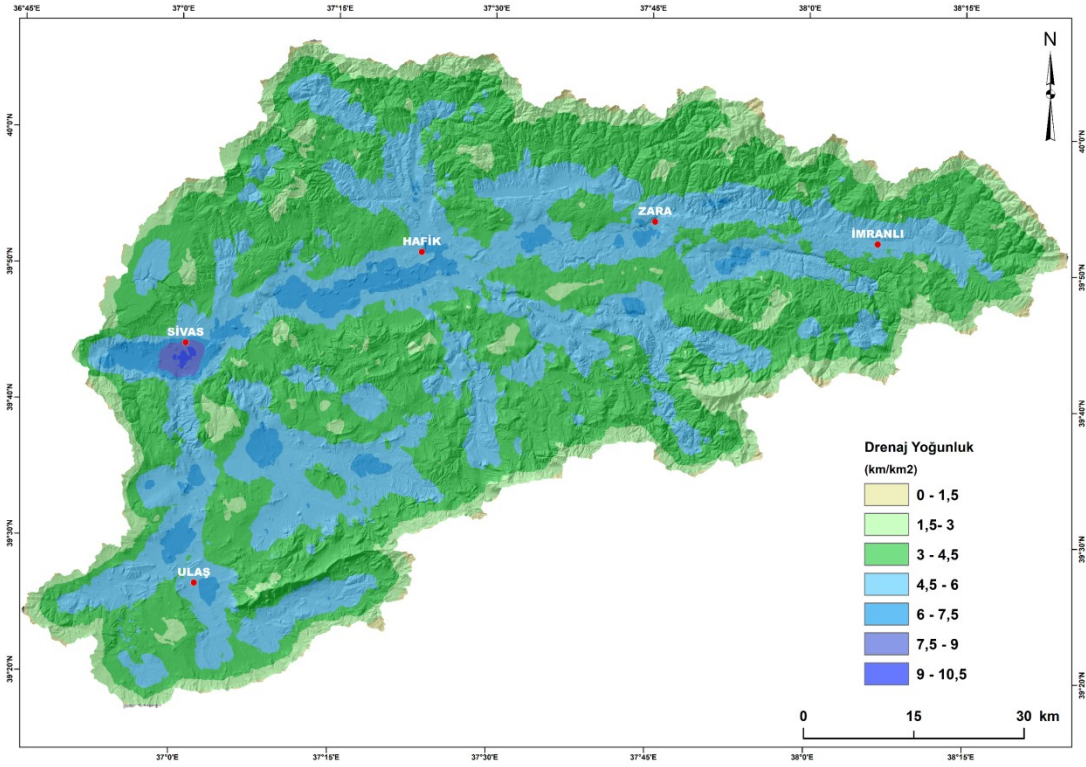 36°45'E 37°0'E 37°15'E 37°30'E 37°45'E 38°0'E 38°15'E
N
40°0'N 40°0'N
ZARA
İMRANLI
HAFİK
39°50'N 39°50'N
SİVAS
39°40'N 39°40'N
Drenaj Yoğunluk
(km/km2)
0 - 1,5
1,5- 3
3 - 4,5
4,5 - 6
6 - 7,5
7,5 - 9
9 - 10,5
39°30'N 39°30'N
ULAŞ
39°20'N 39°20'N
0 15 30 km
37°0'E 37°15'E 37°30'E 37°45'E 38°0'E 38°15'E